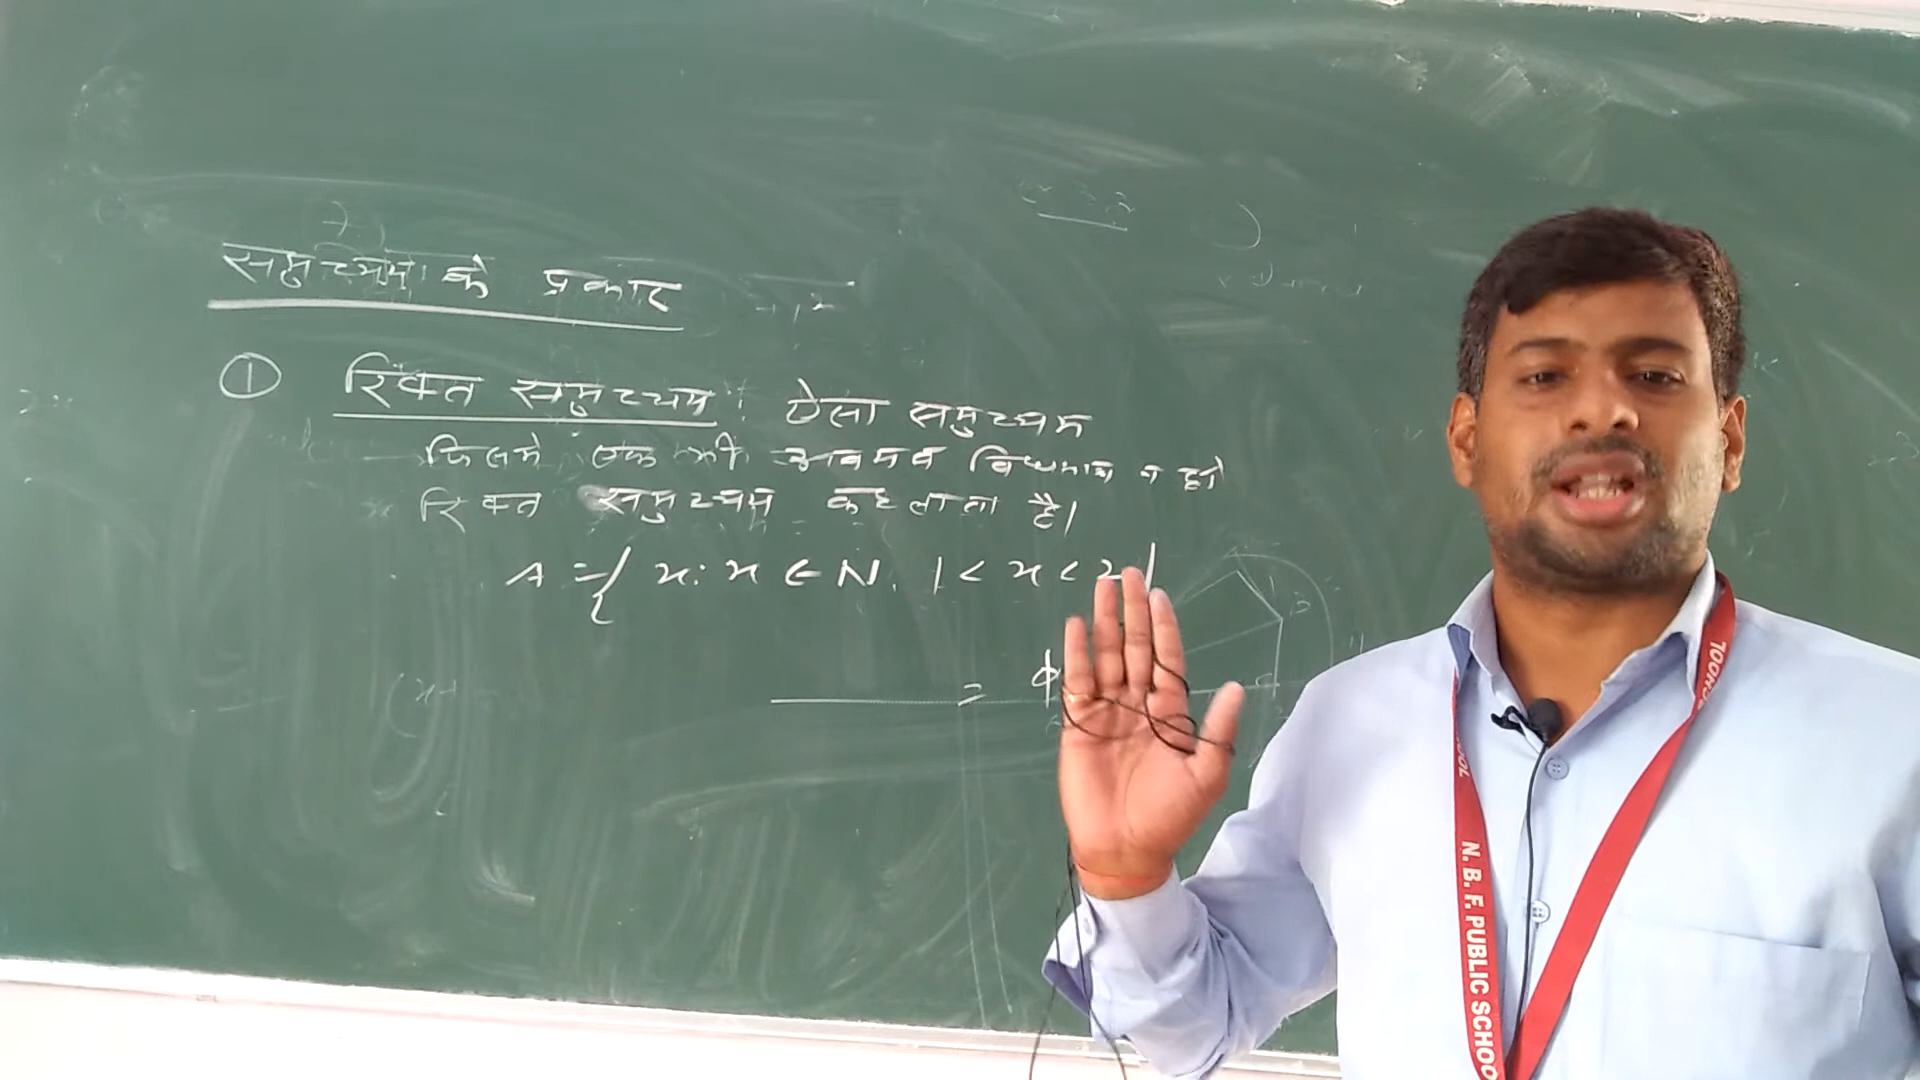 समुच्चय के प्रकार
① रिक्त समुच्चय : ऐसा समुच्चय
जिसमे एक भी अवयव विद्यमान न हो
रिक्त समुच्चय कहलाता है।
A = { x : x ∈ N, 1 < x < 2 }
= ϕ
N. B. F. PUBLIC SCHOO